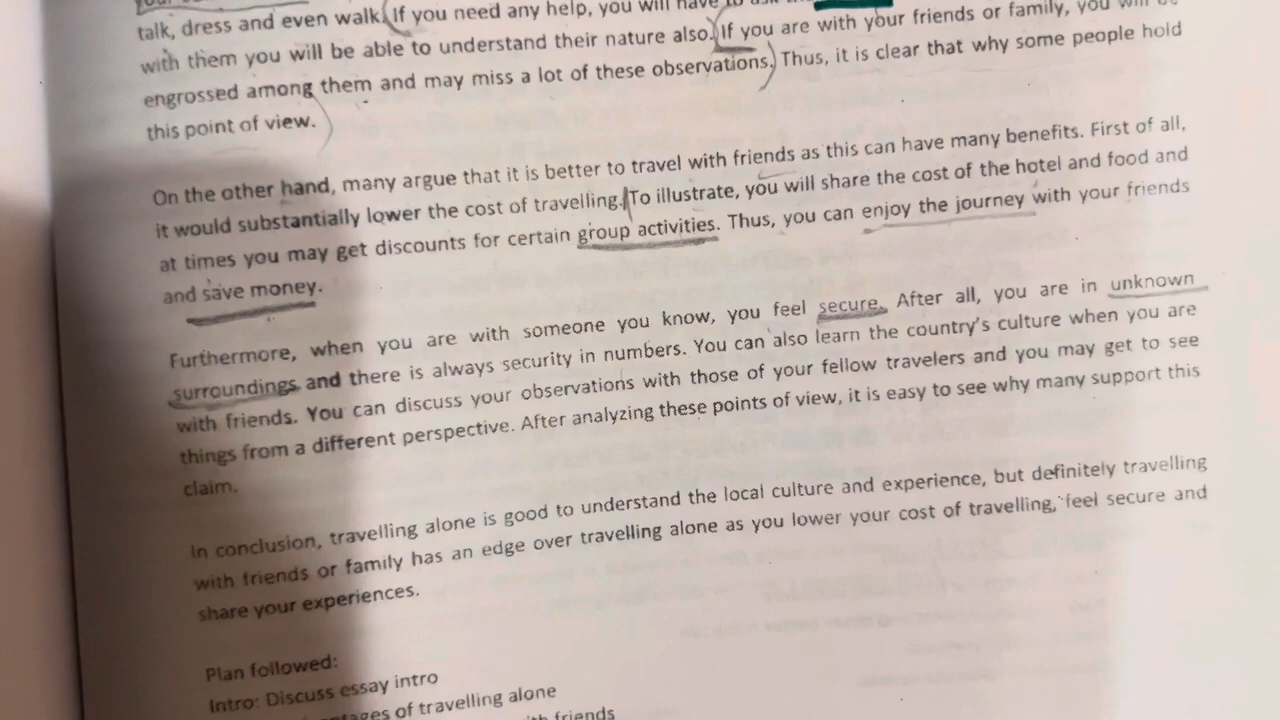 talk, dress and even walk. If you need any help, you will have to
with them you will be able to understand their nature also. If you are with your friends or family, you will be
engrossed among them and may miss a lot of these observations. Thus, it is clear that why some people hold
this point of view.
On the other hand, many argue that it is better to travel with friends as this can have many benefits. First of all,
it would substantially lower the cost of travelling. To illustrate, you will share the cost of the hotel and food and
at times you may get discounts for certain group activities. Thus, you can enjoy the journey with your friends
and save money.
Furthermore, when you are with someone you know, you feel secure. After all, you are in unknown
surroundings and there is always security in numbers. You can also learn the country's culture when you are
with friends. You can discuss your observations with those of your fellow travelers and you may get to see
things from a different perspective. After analyzing these points of view, it is easy to see why many support this
claim.
In conclusion, travelling alone is good to understand the local culture and experience, but definitely travelling
with friends or family has an edge over travelling alone as you lower your cost of travelling, feel secure and
share your experiences.
Plan followed:
Intro: Discuss essay intro
of travelling alone
friends